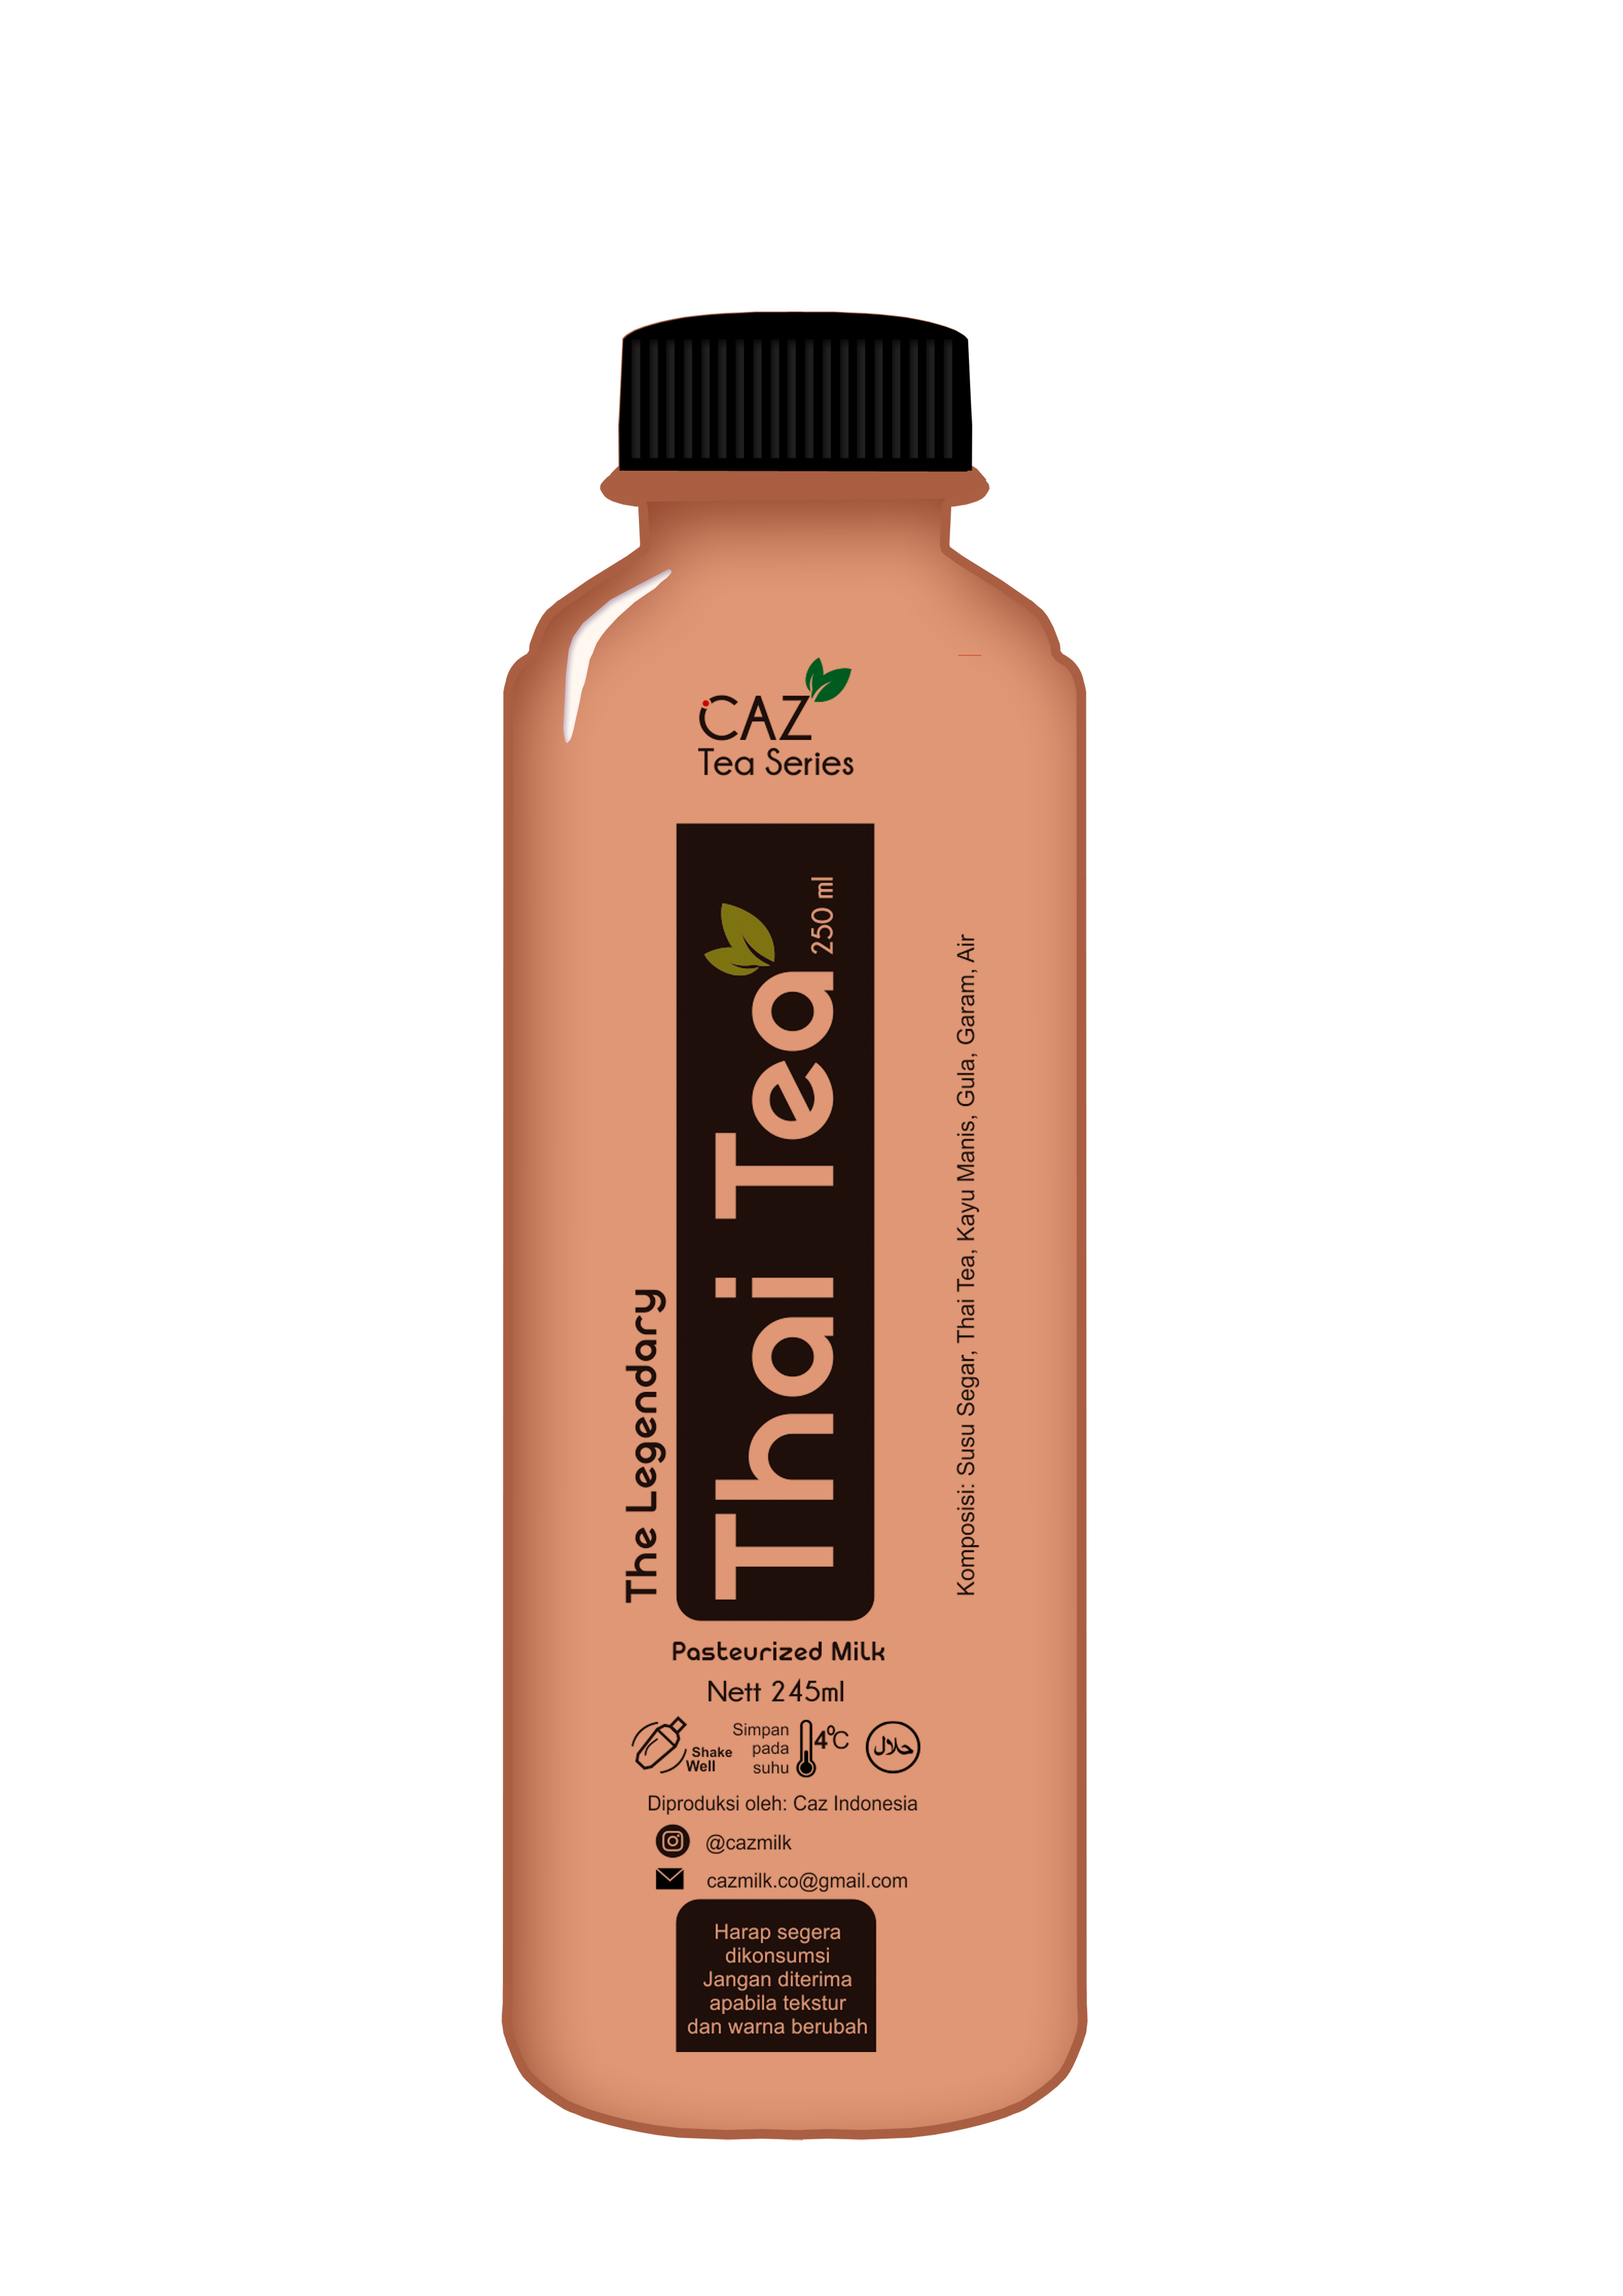 CAZ
Tea Series
The Legendary
Thai Tea
250 ml
Komposisi: Susu Segar, Thai Tea, Kayu Manis, Gula, Garam, Air
Pasteurized Milk
Nett 245ml
Shake
Well
Simpan
pada
suhu
4°C
حلال
Diproduksi oleh: Caz Indonesia
@cazmilk
cazmilk.co@gmail.com
Harap segera
dikonsumsi
Jangan diterima
apabila tekstur
dan warna berubah